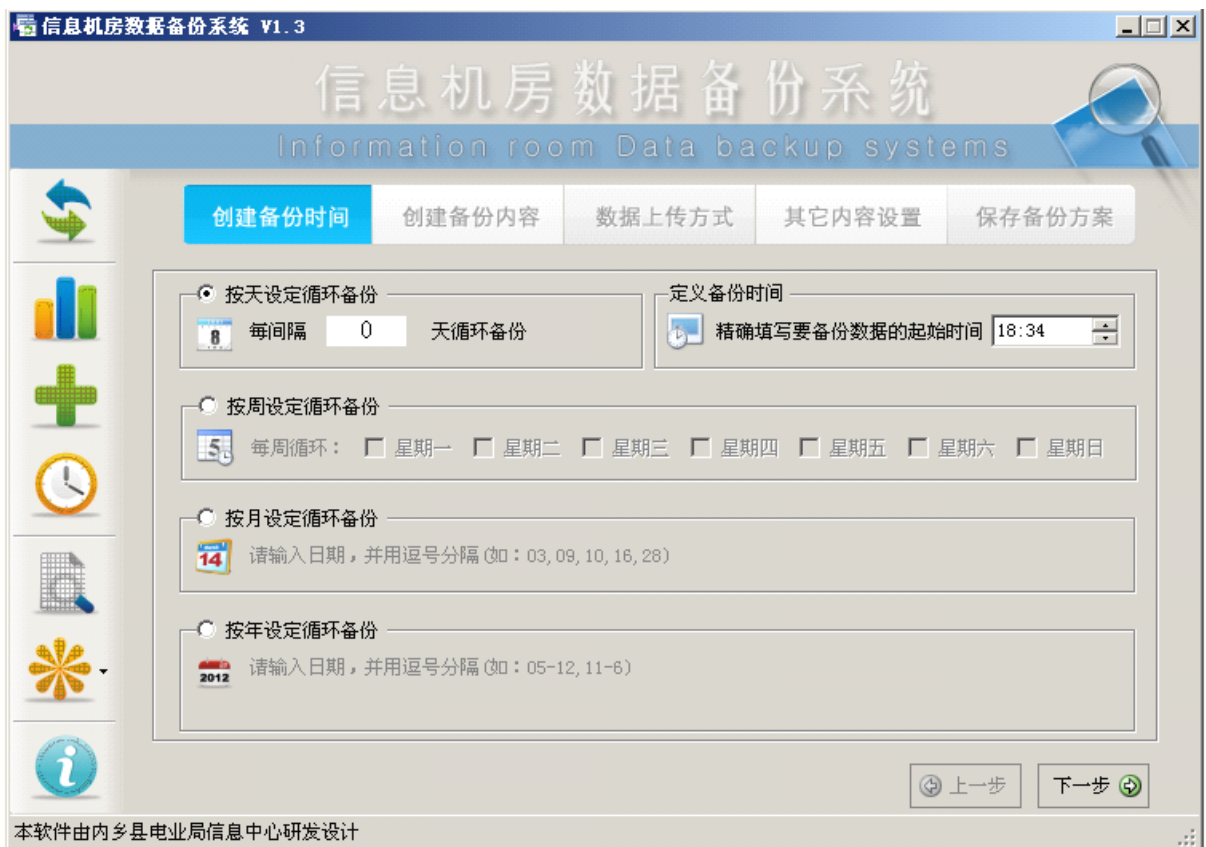 信息机房数据备份系统 V1.3
信息机房数据备份系统
Information room Data backup systems
创建备份时间 创建备份内容 数据上传方式 其它内容设置 保存备份方案
按天设定循环备份
8 每间隔 0 天循环备份
定义备份时间
精确填写要备份数据的起始时间 18:34
按周设定循环备份
5 每周循环： 星期一 星期二 星期三 星期四 星期五 星期六 星期日
按月设定循环备份
14 请输入日期，并用逗号分隔(如：03,09,10,16,28)
按年设定循环备份
2012 请输入日期，并用逗号分隔(如：05-12,11-6)
上一步 下一步
本软件由内乡县电业局信息中心研发设计